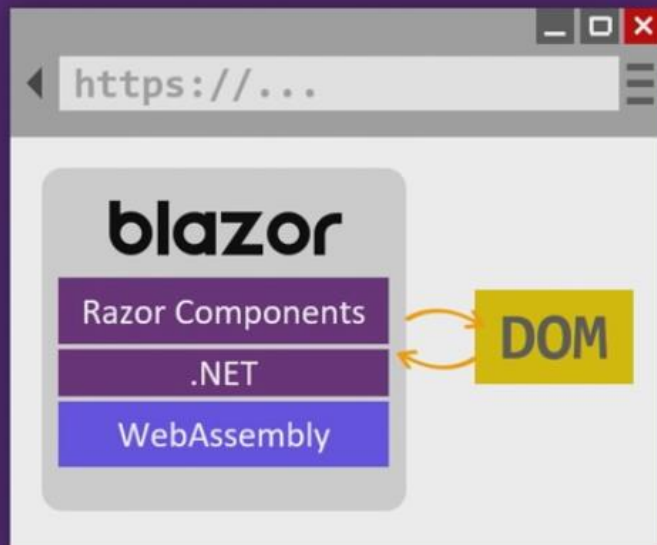 https://...
blazor
Razor Components
.NET
WebAssembly
DOM